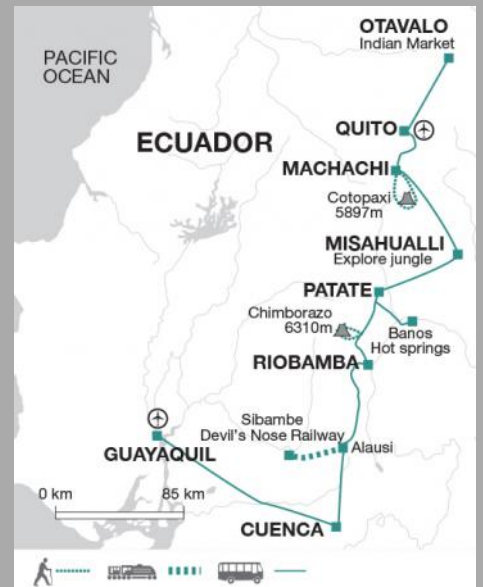 OTAVALO
Indian Market
PACIFIC
OCEAN
QUITO
ECUADOR
MACHACHI
Cotopaxi
5897m
MISAHUALLI
Explore jungle
PATATE
Chimborazo
6310m
Banos
Hot springs
RIOBAMBA
Sibambe
Devil's Nose Railway
Alausi
GUAYAQUIL
0 km 85 km
CUENCA